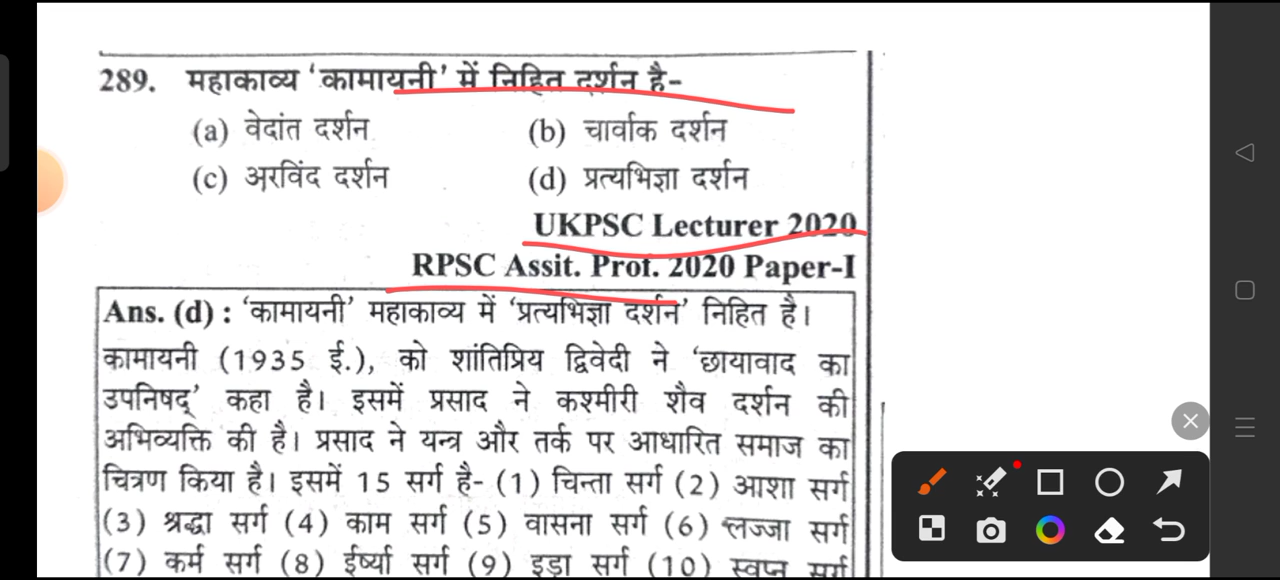 289. महाकाव्य 'कामायनी' में निहित दर्शन है-
(a) वेदांत दर्शन (b) चार्वाक दर्शन
(c) अरविंद दर्शन (d) प्रत्यभिज्ञा दर्शन
UKPSC Lecturer 2020
RPSC Assit. Prof. 2020 Paper-I
Ans. (d) : 'कामायनी' महाकाव्य में 'प्रत्यभिज्ञा दर्शन' निहित है।
कामायनी (1935 ई.), को शांतिप्रिय द्विवेदी ने 'छायावाद का
उपनिषद्' कहा है। इसमें प्रसाद ने कश्मीरी शैव दर्शन की
अभिव्यक्ति की है। प्रसाद ने यन्त्र और तर्क पर आधारित समाज का
चित्रण किया है। इसमें 15 सर्ग है- (1) चिन्ता सर्ग (2) आशा सर्ग
(3) श्रद्धा सर्ग (4) काम सर्ग (5) वासना सर्ग (6) लज्जा सर्ग
(7) कर्म सर्ग (8) ईर्ष्या सर्ग (9) इड़ा सर्ग (10) स्वप्न सर्ग